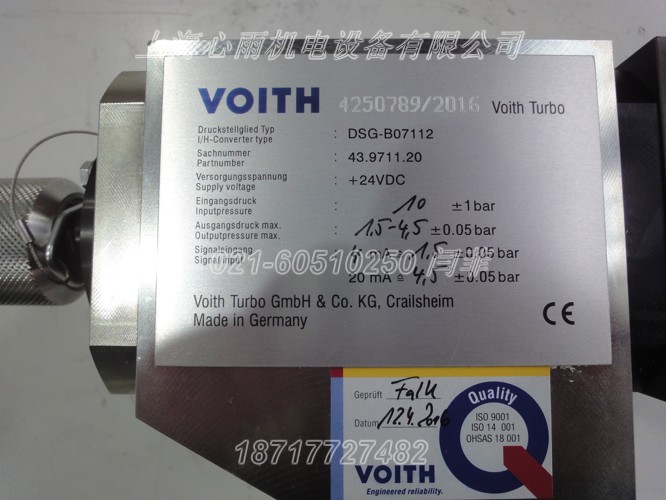 上海心雨机电设备有限公司
VOITH 4250789/2016 Voith Turbo
Druckstellglied Typ
I/H-Converter type : DSG-B07112
Sachnummer
Partnumber : 43.9711.20
Versorgungsspannung
Supply voltage : +24VDC
Eingangsdruck
Inputpressure : 10 ±1bar
Ausgangsdruck max.
Outputpressure max. : 1,5-4,5 ±0.05bar
Signaleingang
Signal input : 4 mA ≙ 1,5 ±0.05bar
20 mA ≙ 4,5 ±0.05bar
021-60510250 闫菲
Voith Turbo GmbH & Co. KG, Crailsheim
Made in Germany
CE
Geprüft Falk
Datum 12.4.2016
Quality
ISO 9001
ISO 14 001
OHSAS 18 001
18717727482
VOITH
Engineered reliability.